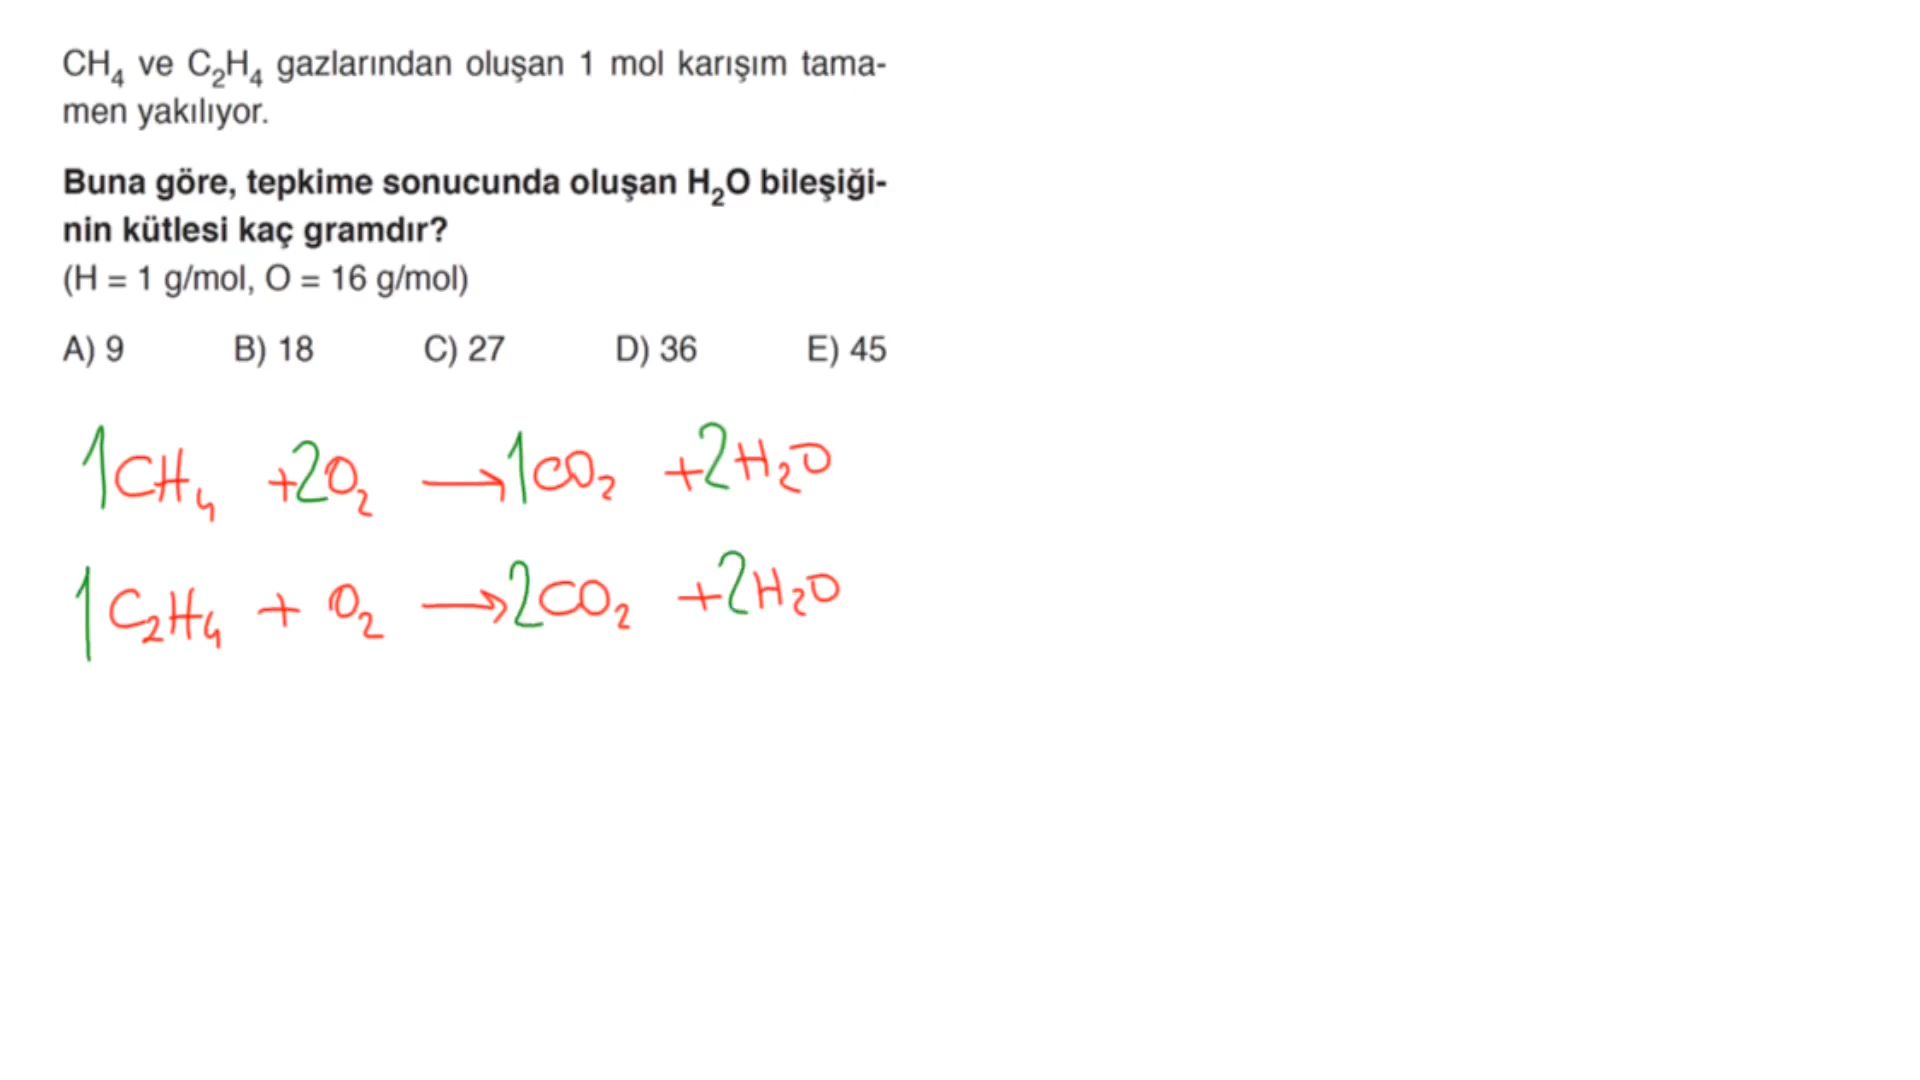 CH₄ ve C₂H₄ gazlarından oluşan 1 mol karışım tama-
men yakılıyor.
Buna göre, tepkime sonucunda oluşan H₂O bileşiği-
nin kütlesi kaç gramdır?
(H = 1 g/mol, O = 16 g/mol)
A) 9 B) 18 C) 27 D) 36 E) 45
1CH₄ +2O₂ → 1CO₂ +2H₂O
1C₂H₄ + O₂ → 2CO₂ +2H₂O